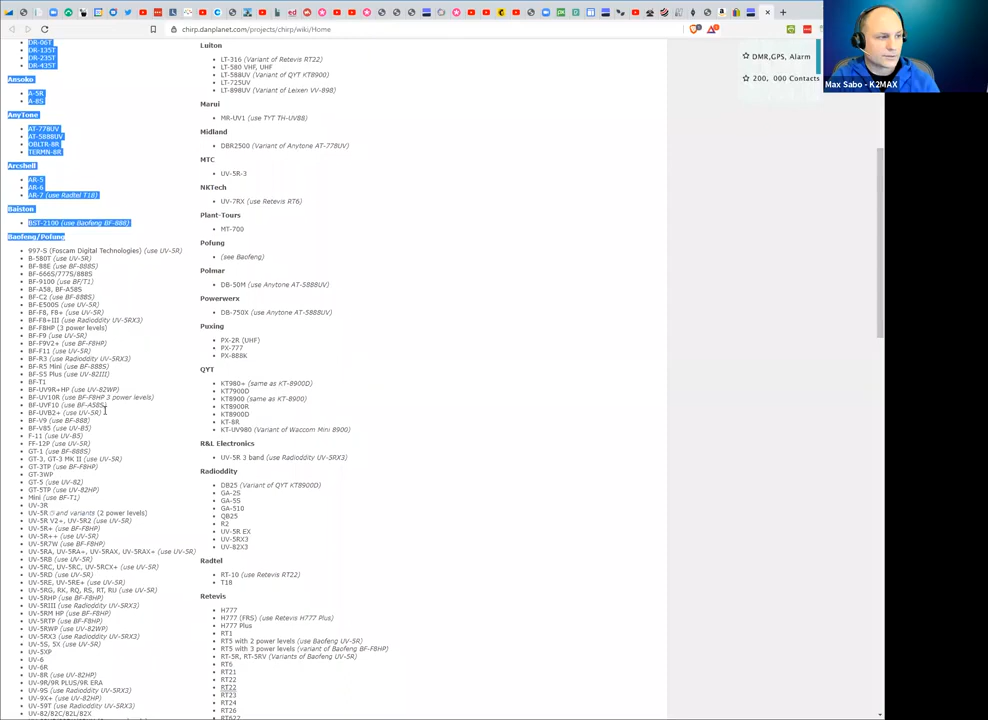 chirp.danplanet.com/projects/chirp/wiki/Home
DMR,GPS, Alarm
200, 000 Contacts
Max Sabo - K2MAX
DR-06T
DR-135T
DR-235T
DR-435T
Ansoko
A-5R
A-8S
AnyTone
AT-778UV
AT-5888UV
OBLTR-8R
TERMN-8R
Arcshell
AR-5
AR-6
AR-7 (use Radtel T18)
Baiston
BST-2100 (use Baofeng BF-888)
Baofeng/Pofung
997-S (Foscam Digital Technologies) (use UV-5R)
B-580T (use UV-5R)
BF-88E (use BF-888S)
BF-666S/777S/888S
BF-9100 (use BF/T1)
BF-A58, BF-A58S
BF-C2 (use BF-888S)
BF-E500S (use UV-5R)
BF-F8, F8+ (use UV-5R)
BF-F8+III (use Radioddity UV-5RX3)
BF-F8HP (3 power levels)
BF-F9 (use UV-5R)
BF-F9V2+ (use BF-F8HP)
BF-F11 (use UV-5R)
BF-R3 (use Radioddity UV-5RX3)
BF-R5 Mini (use BF-888S)
BF-S5 Plus (use UV-82III)
BF-T1
BF-UV9R+HP (use UV-82WP)
BF-UV10R (use BF-F8HP 3 power levels)
BF-UVF10 (use BF-A58S)
BF-UVB2+ (use UV-5R)
BF-V9 (use BF-888)
BF-V85 (use UV-B5)
F-11 (use UV-B5)
FF-12P (use UV-5R)
GT-1 (use BF-888S)
GT-3, GT-3 MK II (use UV-5R)
GT-3TP (use BF-F8HP)
GT-3WP
GT-5 (use UV-82)
GT-5TP (use UV-82HP)
Mini (use BF-T1)
UV-3R
UV-5R and variants (2 power levels)
UV-5R V2+, UV-5R2 (use UV-5R)
UV-5R+ (use BF-F8HP)
UV-5R++ (use UV-5R)
UV-5R7W (use BF-F8HP)
UV-5RA, UV-5RA+, UV-5RAX, UV-5RAX+ (use UV-5R)
UV-5RB (use UV-5R)
UV-5RC, UV-5RC, UV-5RCX+ (use UV-5R)
UV-5RD (use UV-5R)
UV-5RE, UV-5RE+ (use UV-5R)
UV-5RG, RK, RQ, RS, RT, RU (use UV-5R)
UV-5RHP (use BF-F8HP)
UV-5RIII (use Radioddity UV-5RX3)
UV-5RM HP (use BF-F8HP)
UV-5RTP (use BF-F8HP)
UV-5RWP (use UV-82WP)
UV-5RX3 (use Radioddity UV-5RX3)
UV-5S, 5X (use UV-5R)
UV-5XP
UV-6
UV-6R
UV-8R (use UV-82HP)
UV-9R/9R PLUS/9R ERA
UV-9S (use Radioddity UV-5RX3)
UV-9X+ (use UV-82HP)
UV-59T (use Radioddity UV-5RX3)
UV-82/82C/82L/82X
Luiton
LT-316 (Variant of Retevis RT22)
LT-580 VHF, UHF
LT-588UV (Variant of QYT KT8900)
LT-725UV
LT-898UV (Variant of Leixen VV-898)
Marui
MR-UV1 (use TYT TH-UV88)
Midland
DBR2500 (Variant of Anytone AT-778UV)
MTC
UV-5R-3
NKTech
UV-7RX (use Retevis RT6)
Plant-Tours
MT-700
Pofung
(see Baofeng)
Polmar
DB-50M (use Anytone AT-5888UV)
Powerwerx
DB-750X (use Anytone AT-5888UV)
Puxing
PX-2R (UHF)
PX-777
PX-888K
QYT
KT980+ (same as KT-8900D)
KT7900D
KT8900 (same as KT-8900)
KT8900R
KT8900D
KT-8R
KT-UV980 (Variant of Waccom Mini 8900)
R&L Electronics
UV-5R 3 band (use Radioddity UV-5RX3)
Radioddity
DB25 (Variant of QYT KT8900D)
GA-2S
GA-5S
GA-510
QB25
R2
UV-5R EX
UV-5RX3
UV-82X3
Radtel
RT-10 (use Retevis RT22)
T18
Retevis
H777
H777 (FRS) (use Retevis H777 Plus)
H777 Plus
RT1
RT5 with 2 power levels (use Baofeng UV-5R)
RT5 with 3 power levels (variant of Baofeng BF-F8HP)
RT-5R, RT-5RV (Variants of Baofeng UV-5R)
RT6
RT21
RT22
RT22
RT23
RT24
RT26
RT622